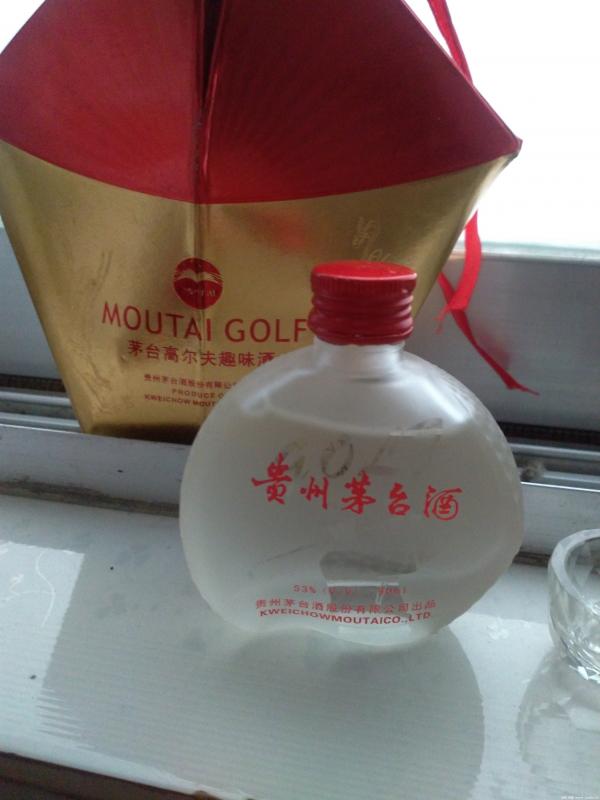 MOUTAI GOLF
茅台高尔夫趣味酒
贵州茅台酒股份有限公
PRODUCE O
KWEICHOW MOUT
GOLF
贵州茅台酒
53% (V/V)
贵州茅台酒股份有限公司出品
KWEICHOWMOUTAICO.,LTD.